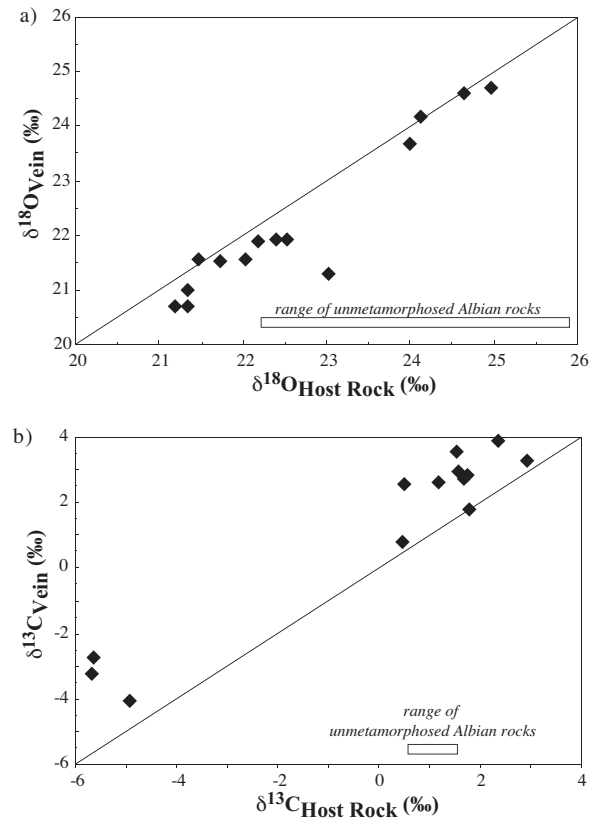 a)
26
25
24
23
22
21
20
δ18OVein (‰)
range of unmetamorphosed Albian rocks
20 21 22 23 24 25 26
δ18OHost Rock (‰)
b)
4
2
0
-2
-4
-6
δ13CVein (‰)
range of
unmetamorphosed Albian rocks
-6 -4 -2 0 2 4
δ13CHost Rock (‰)